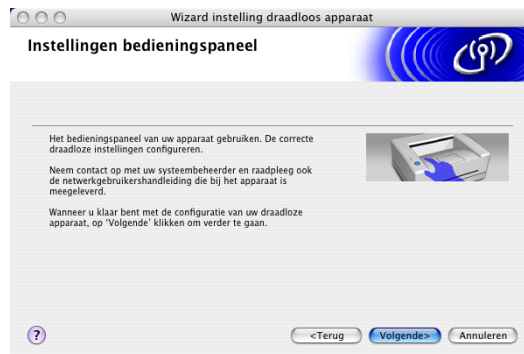 Wizard instelling draadloos apparaat
Instellingen bedieningspaneel
Het bedieningspaneel van uw apparaat gebruiken. De correcte
draadloze instellingen configureren.
Neem contact op met uw systeembeheerder en raadpleeg ook
de netwerkgebruikershandleiding die bij het apparaat is
meegeleverd.
Wanneer u klaar bent met de configuratie van uw draadloze
apparaat, op 'Volgende' klikken om verder te gaan.
? <Terug Volgende> Annuleren